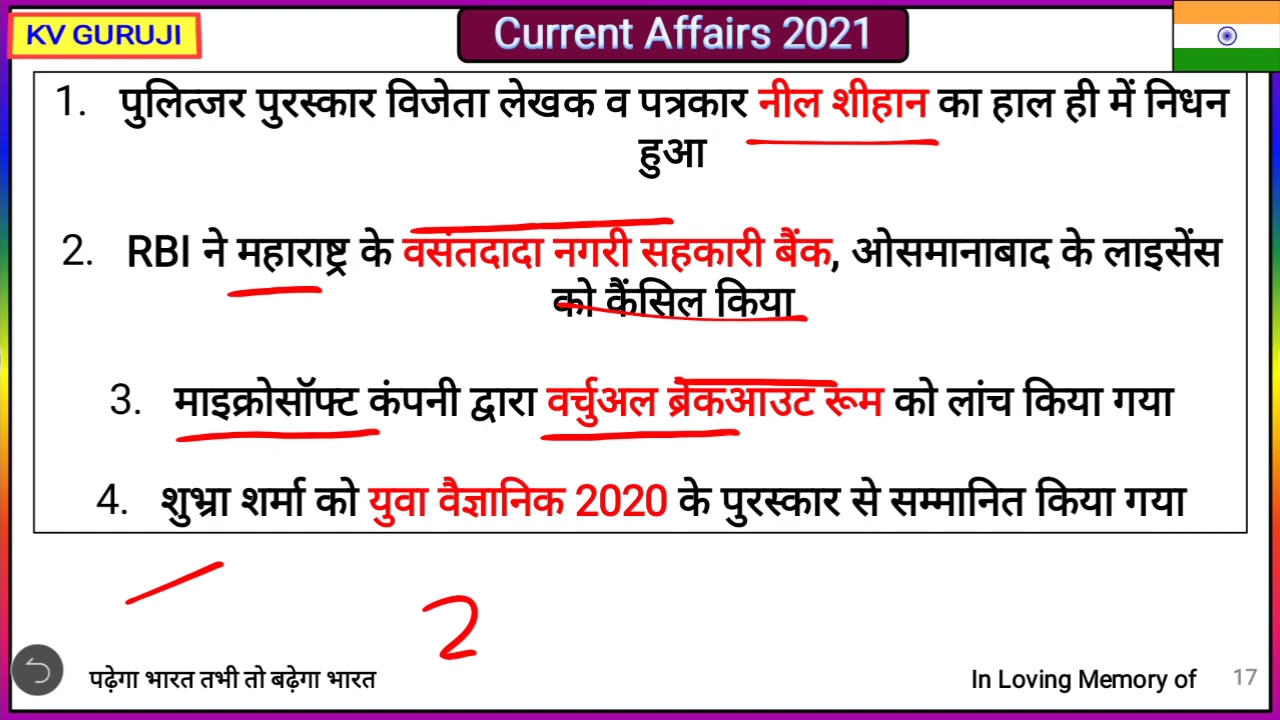 KV GURUJI
Current Affairs 2021
1. पुलित्जर पुरस्कार विजेता लेखक व पत्रकार नील शीहान का हाल ही में निधन
हुआ
2. RBI ने महाराष्ट्र के वसंतदादा नगरी सहकारी बैंक, ओसमानाबाद के लाइसेंस
को कैंसिल किया
3. माइक्रोसॉफ्ट कंपनी द्वारा वर्चुअल ब्रेकआउट रूम को लांच किया गया
4. शुभ्रा शर्मा को युवा वैज्ञानिक 2020 के पुरस्कार से सम्मानित किया गया
2
पढ़ेगा भारत तभी तो बढ़ेगा भारत
In Loving Memory of
17